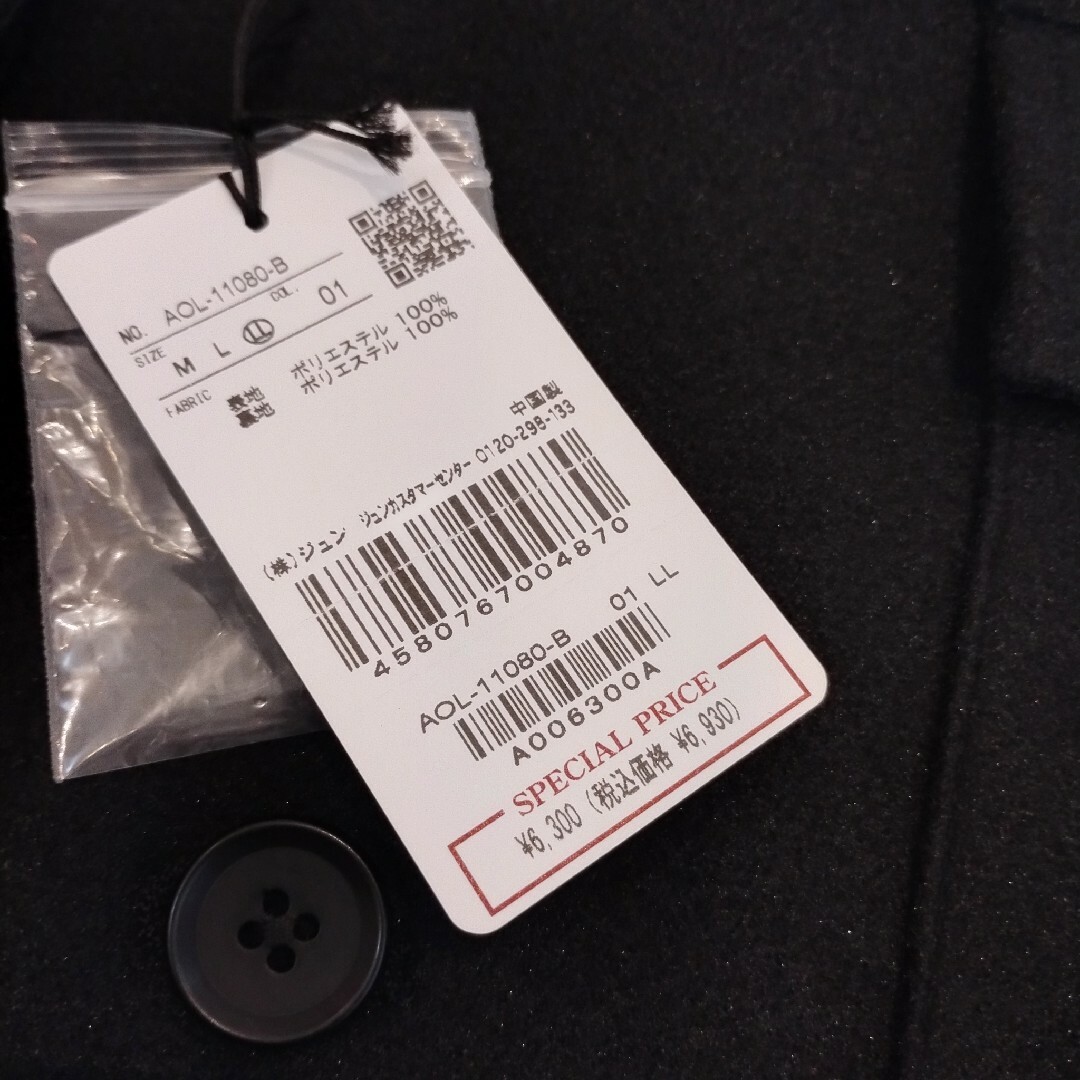 NO. AOL-11080-B
SIZE COL.
M L LL 01
FABRIC 表地 ポリエステル 100%
裏地 ポリエステル 100%
中国製
(株)ジュン ジュンカスタマーセンター 0120-298-133
4580767004870
AOL-11080-B 01 LL
A006300A
SPECIAL PRICE
¥6,300 (税込価格 ¥6,930)